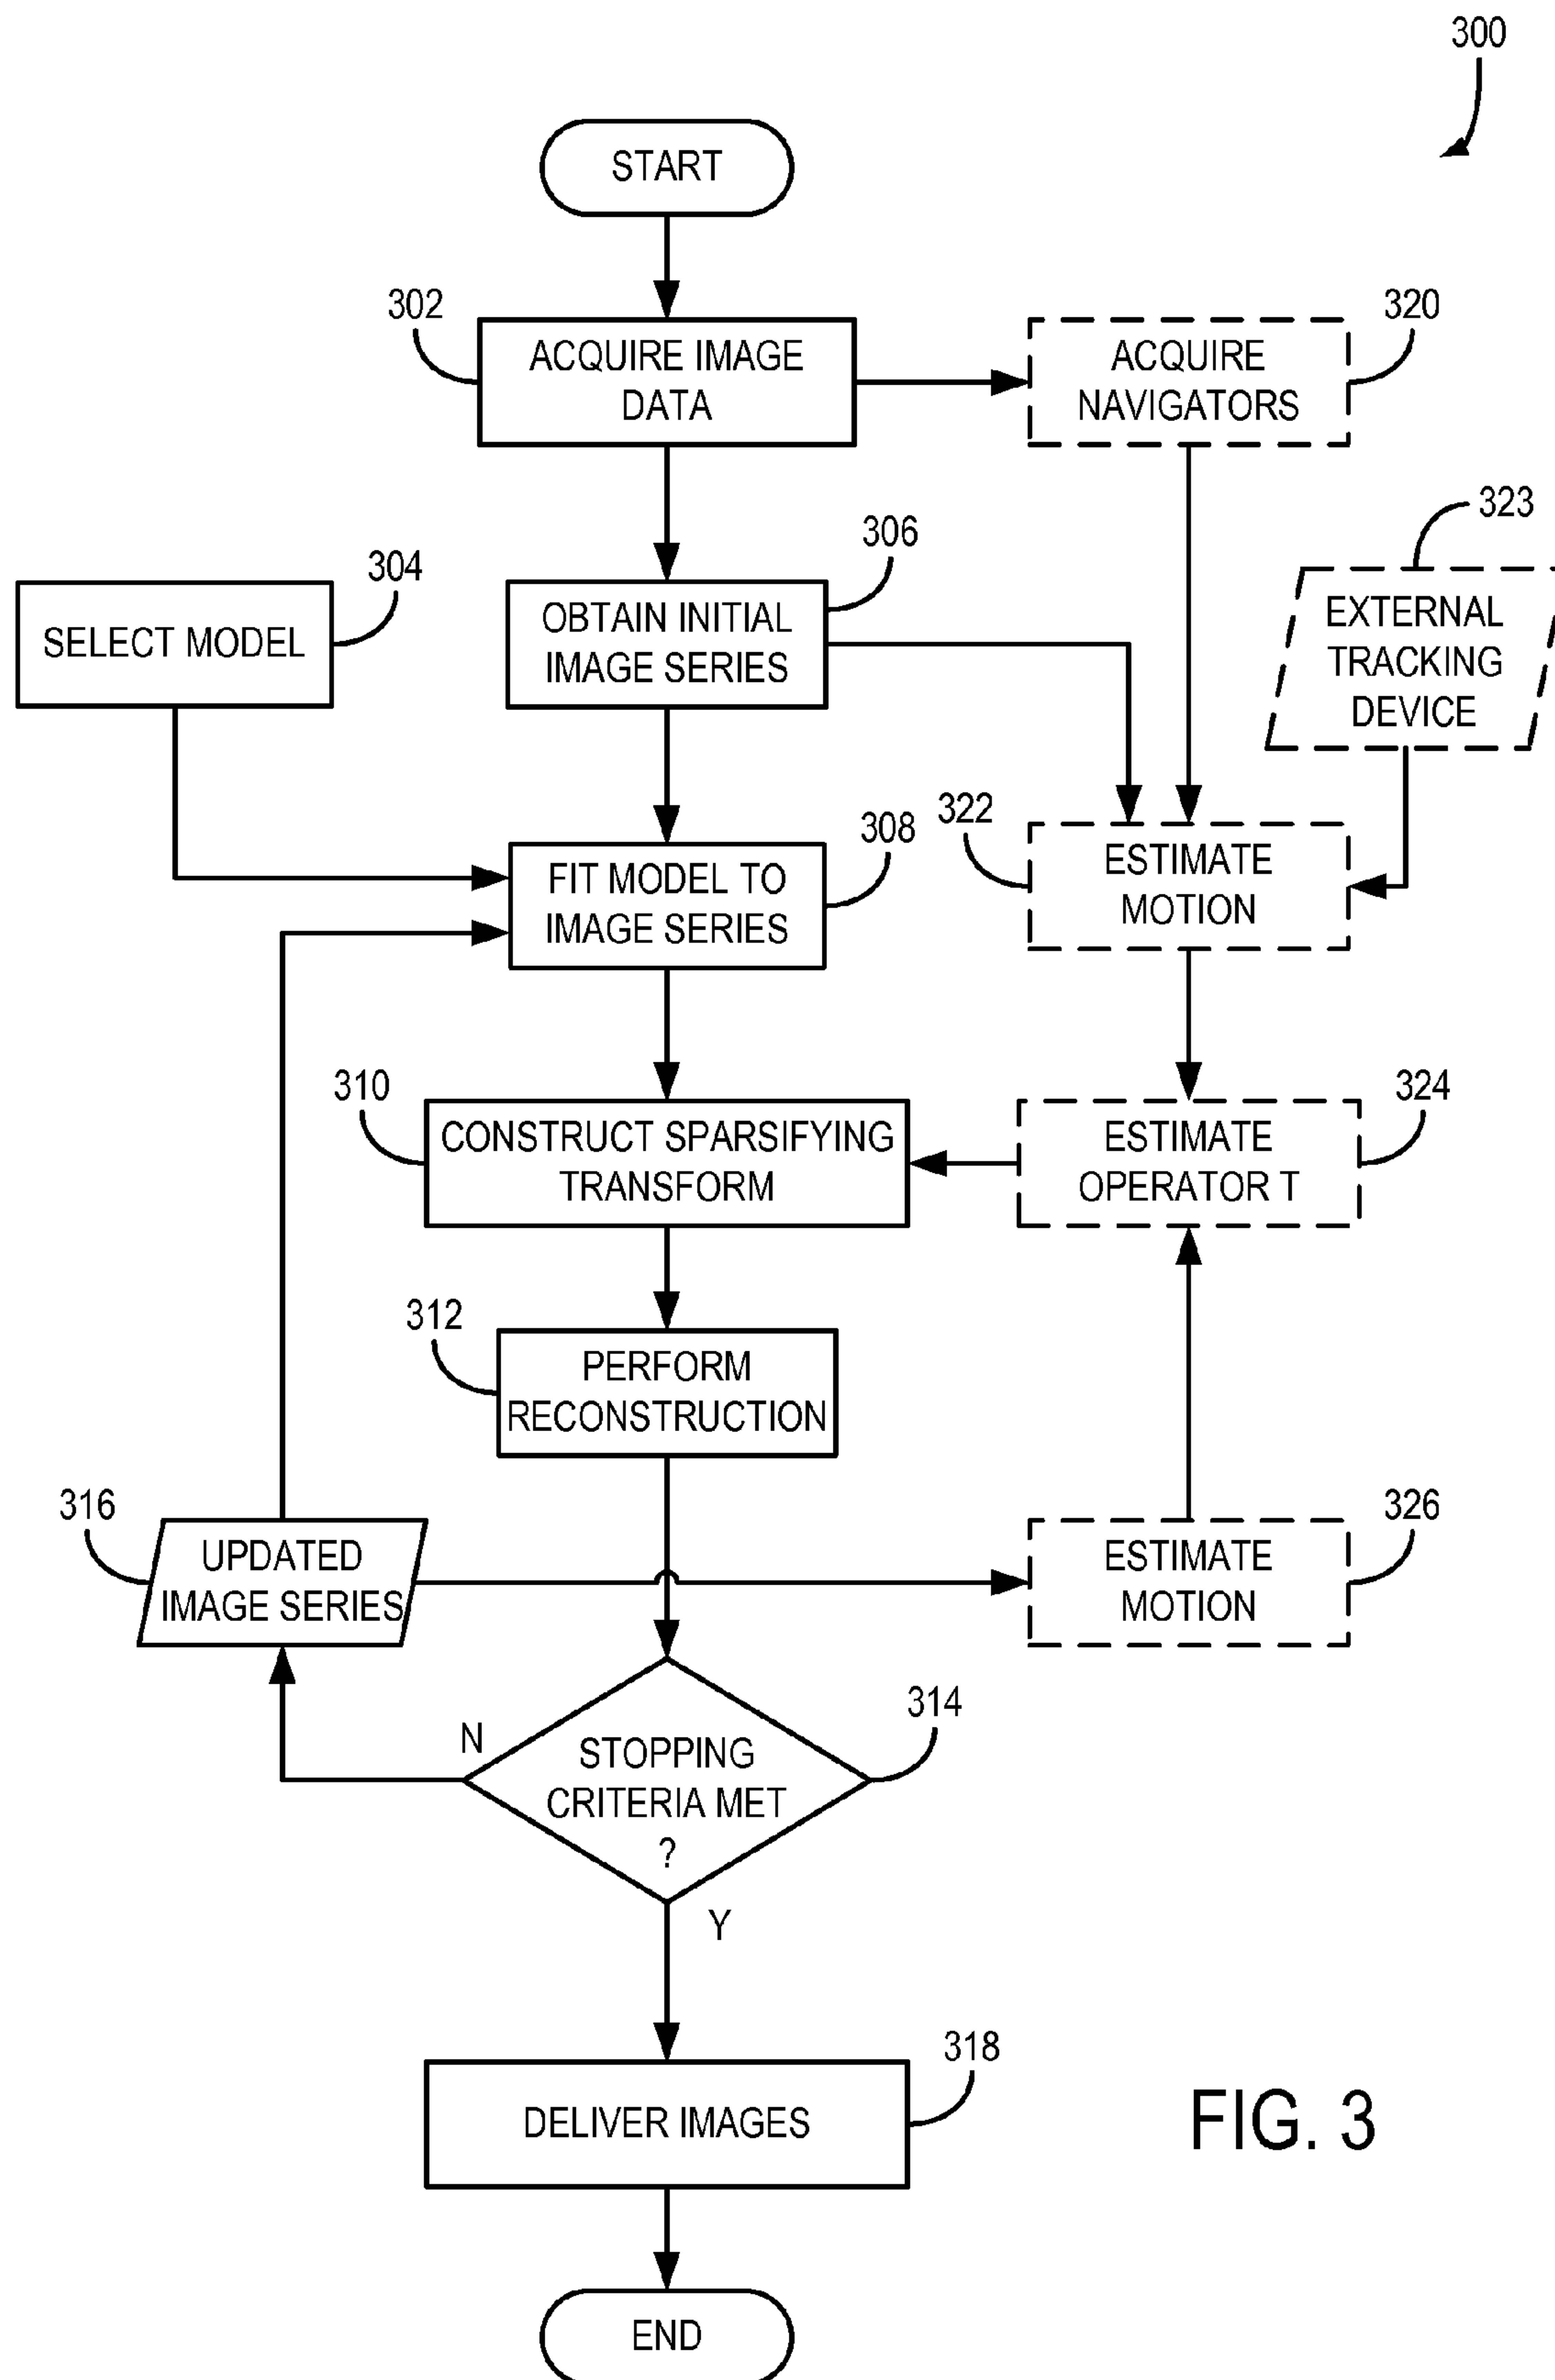 300
START
302
ACQUIRE IMAGE
DATA
320
ACQUIRE
NAVIGATORS
323
EXTERNAL
TRACKING
DEVICE
304
SELECT MODEL
306
OBTAIN INITIAL
IMAGE SERIES
322
ESTIMATE
MOTION
308
FIT MODEL TO
IMAGE SERIES
310
CONSTRUCT SPARSIFYING
TRANSFORM
324
ESTIMATE
OPERATOR T
312
PERFORM
RECONSTRUCTION
316
UPDATED
IMAGE SERIES
326
ESTIMATE
MOTION
314
N
STOPPING
CRITERIA MET
?
Y
318
DELIVER IMAGES
FIG. 3
END